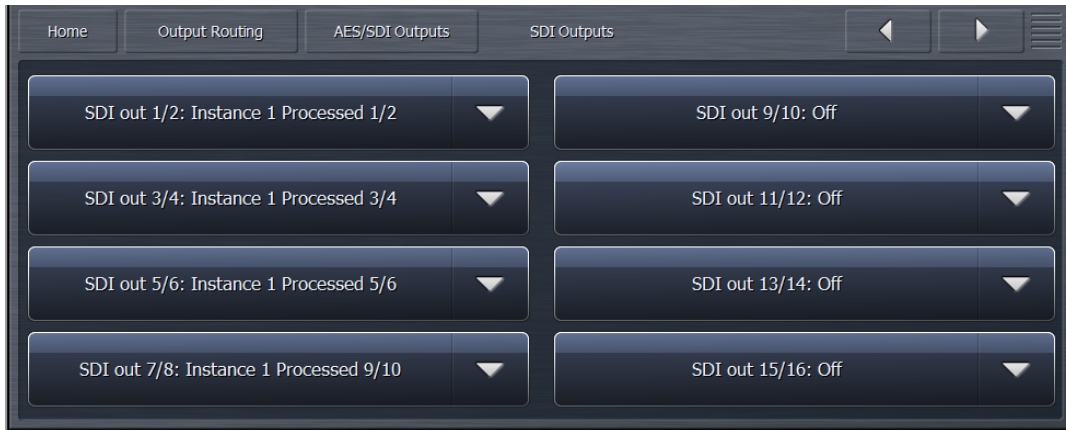 Home
Output Routing
AES/SDI Outputs
SDI Outputs
SDI out 1/2: Instance 1 Processed 1/2
SDI out 9/10: Off
SDI out 3/4: Instance 1 Processed 3/4
SDI out 11/12: Off
SDI out 5/6: Instance 1 Processed 5/6
SDI out 13/14: Off
SDI out 7/8: Instance 1 Processed 9/10
SDI out 15/16: Off